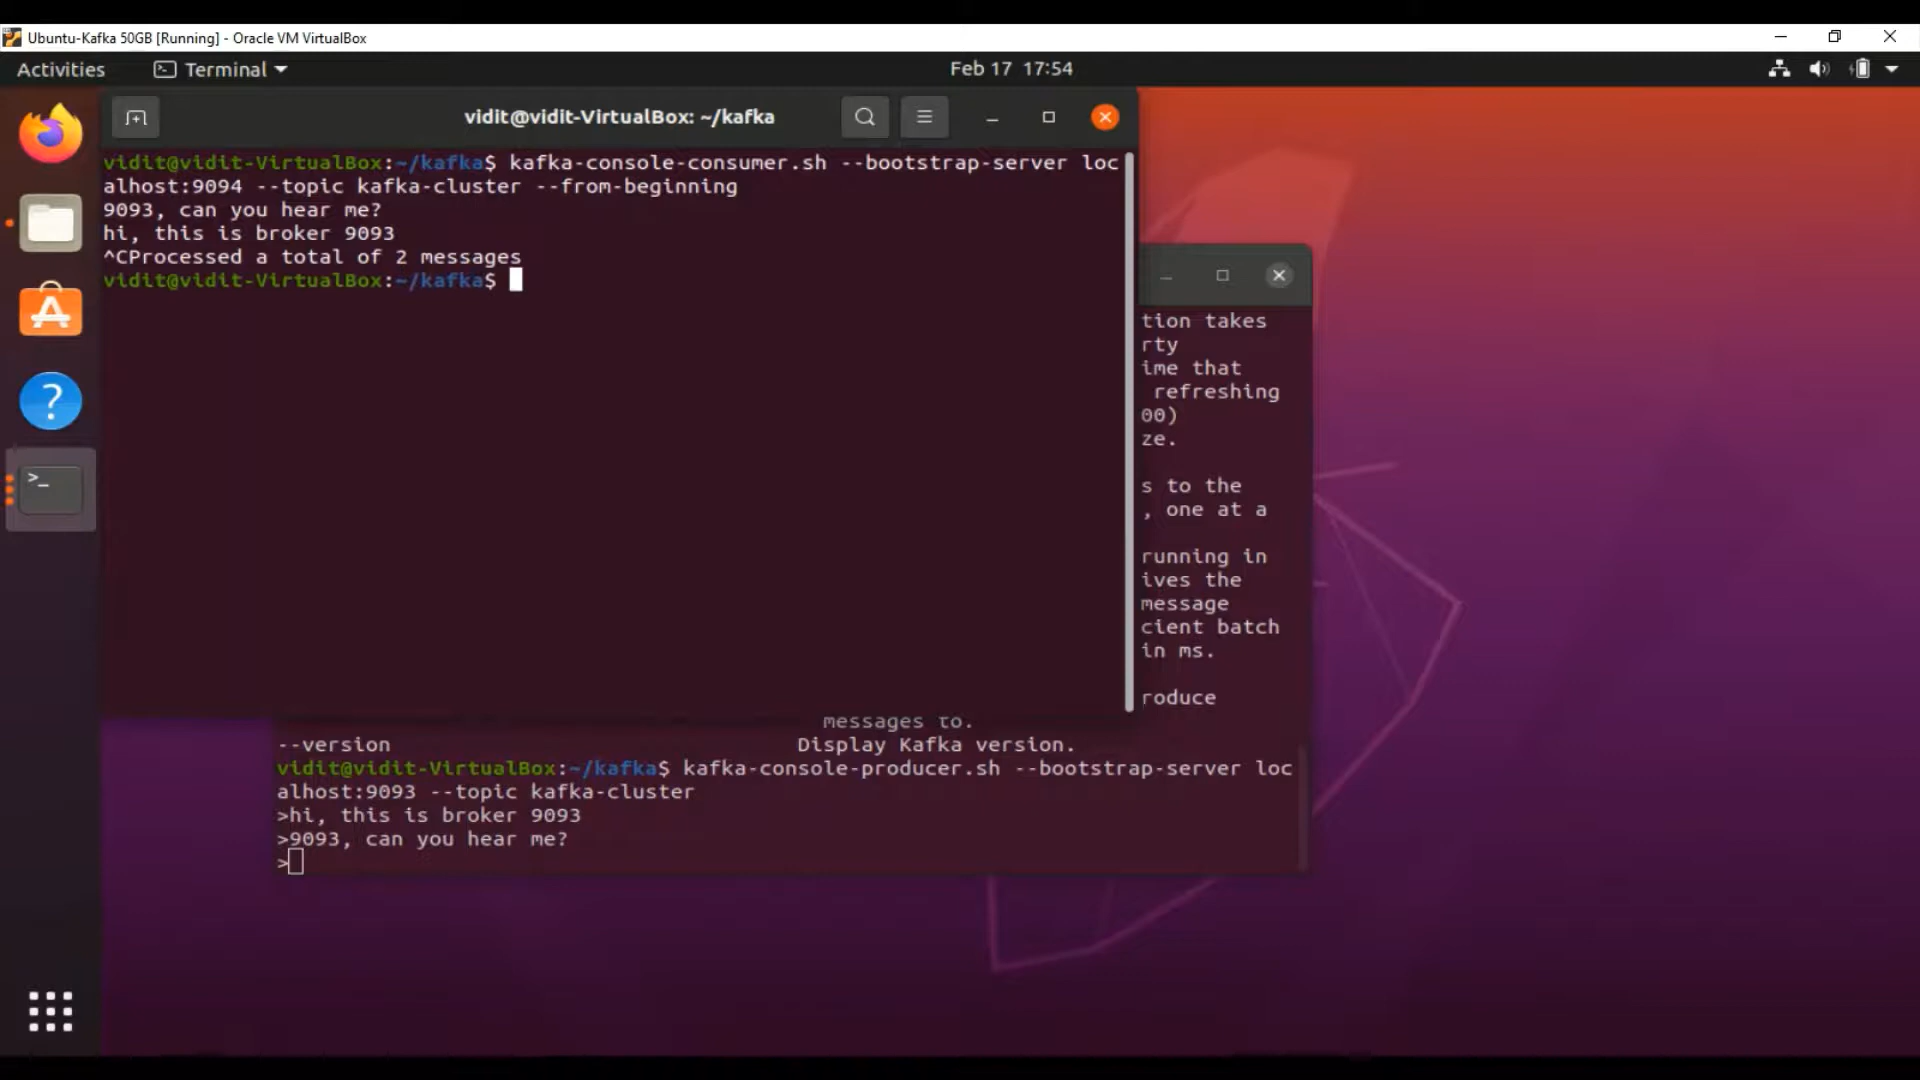 Ubuntu-Kafka 50GB [Running] - Oracle VM VirtualBox
Activities
Terminal
Feb 17 17:54
vidit@vidit-VirtualBox: ~/kafka
vidit@vidit-VirtualBox:~/kafka$ kafka-console-consumer.sh --bootstrap-server loc
alhost:9094 --topic kafka-cluster --from-beginning
9093, can you hear me?
hi, this is broker 9093
^CProcessed a total of 2 messages
vidit@vidit-VirtualBox:~/kafka$
tion takes
rty
ime that
refreshing
00)
ze.
s to the
, one at a
running in
ives the
message
cient batch
in ms.
roduce
messages to.
--version Display Kafka version.
vidit@vidit-VirtualBox:~/kafka$ kafka-console-producer.sh --bootstrap-server loc
alhost:9093 --topic kafka-cluster
>hi, this is broker 9093
>9093, can you hear me?
>